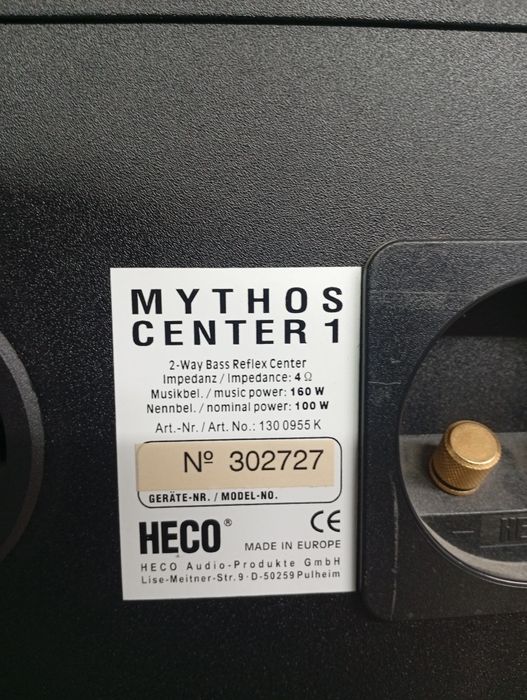 MYTHOS
CENTER 1
2-Way Bass Reflex Center
Impedanz / Impedance: 4 Ω
Musikbel. / music power: 160 W
Nennbel. / nominal power: 100 W
Art.-Nr. / Art. No.: 130 0955 K
Nº 302727
GERÄTE-NR. / MODEL-NO.
HECO® CE
MADE IN EUROPE
HECO Audio-Produkte GmbH
Lise-Meitner-Str. 9 · D-50259 Pulheim